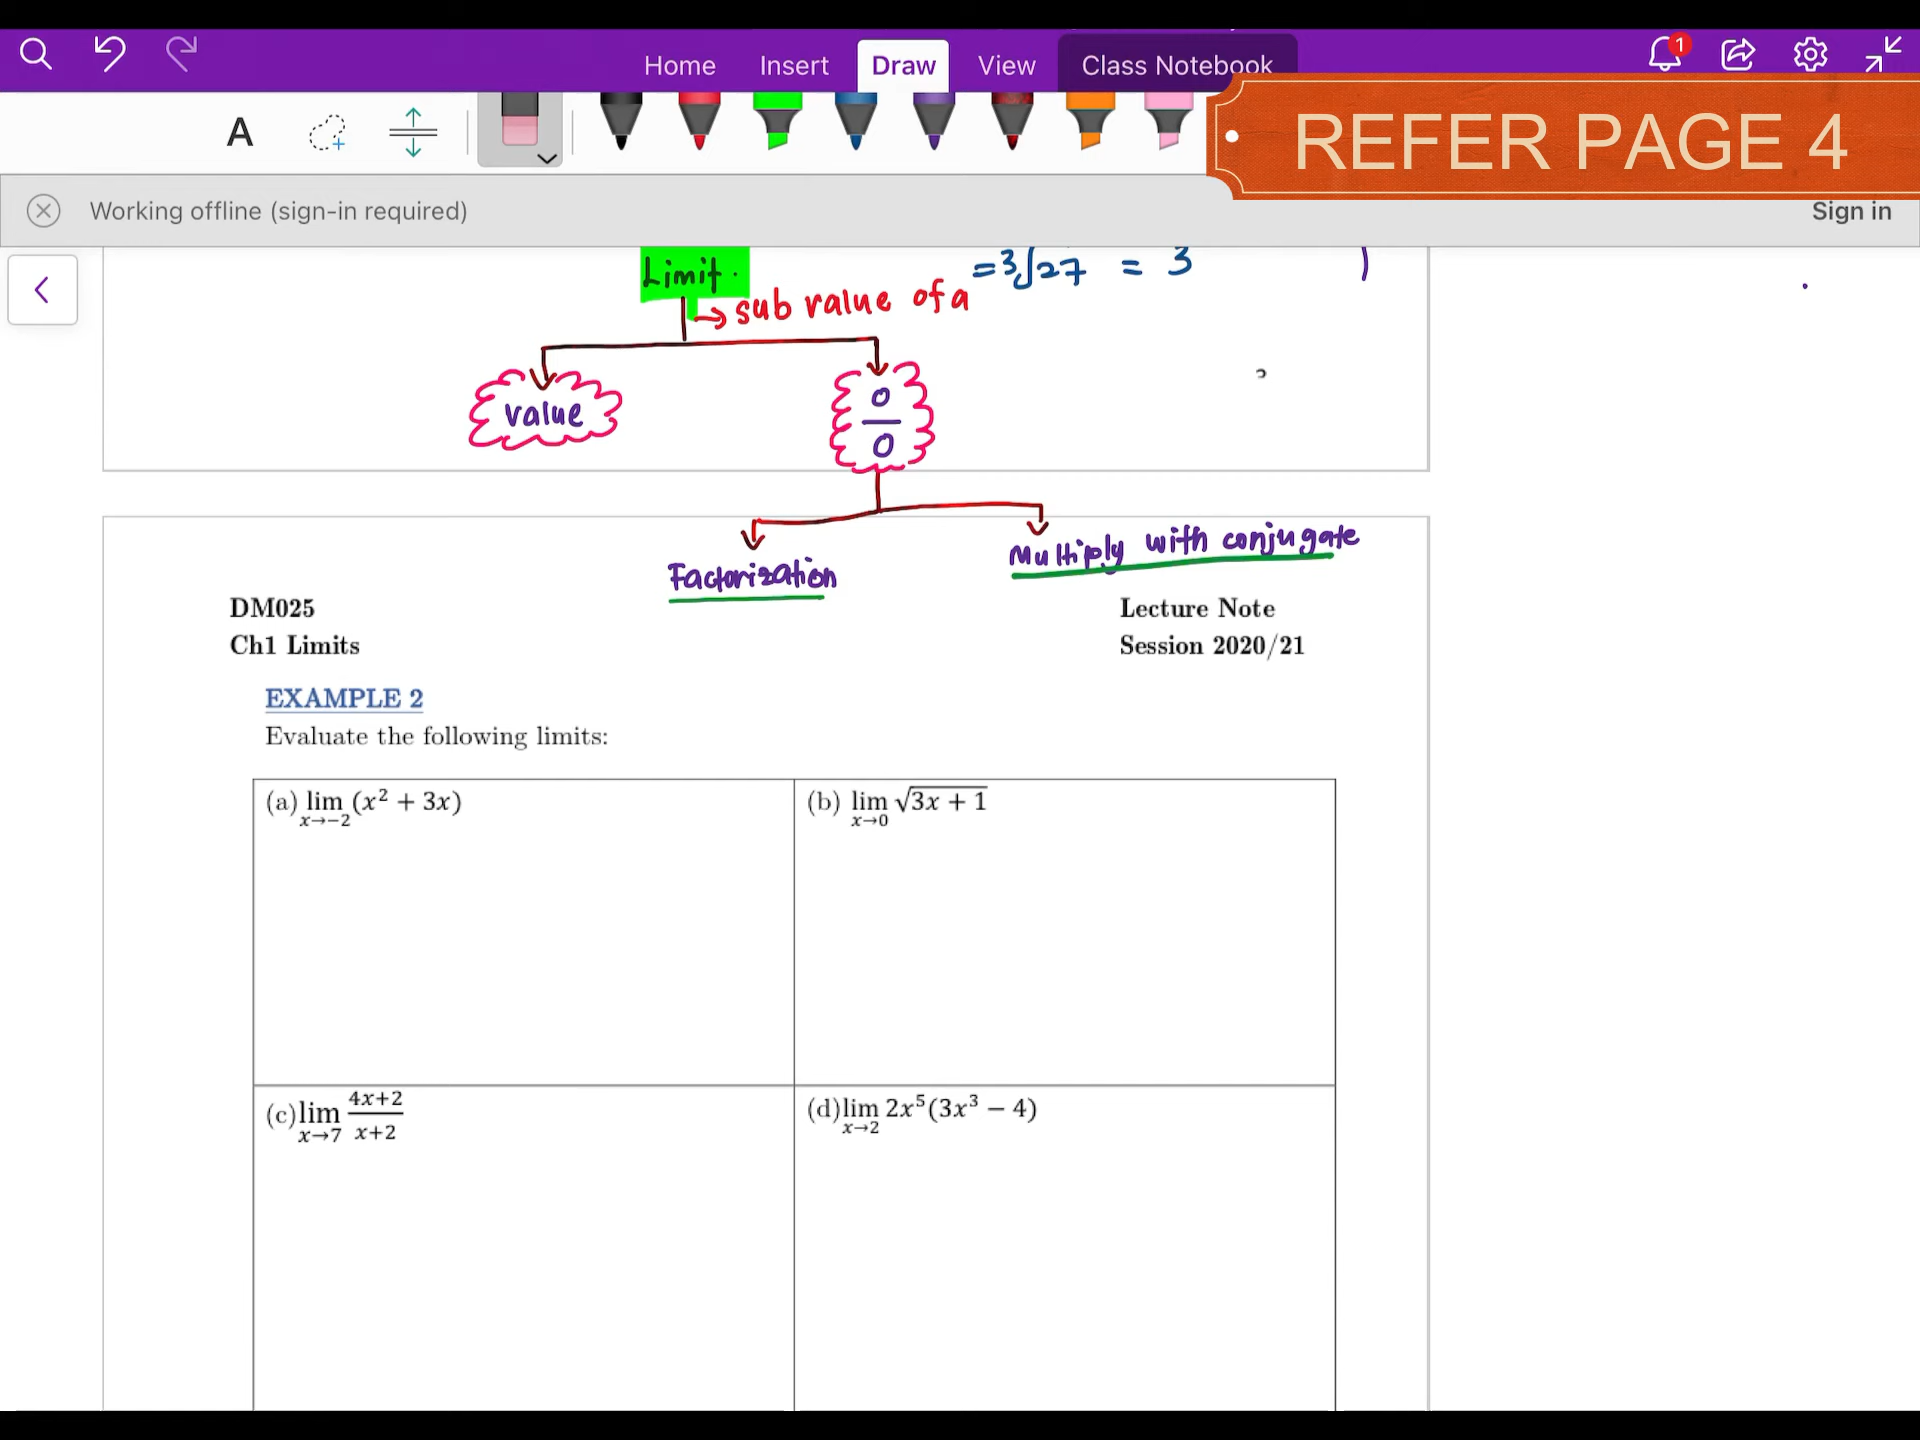 Home Insert Draw View Class Notebook
1
A
REFER PAGE 4
Working offline (sign-in required)
Sign in
Limit.
= ³√27 = 3
→ sub value of a
value
0
0
Factorization
Multiply with conjugate
DM025
Lecture Note
Ch1 Limits
Session 2020/21
EXAMPLE 2
Evaluate the following limits:
(a) lim x→−2 (x² + 3x)
(b) lim x→0 √(3x + 1)
(c) lim x→7 (4x+2)/(x+2)
(d) lim x→2 2x⁵(3x³ − 4)